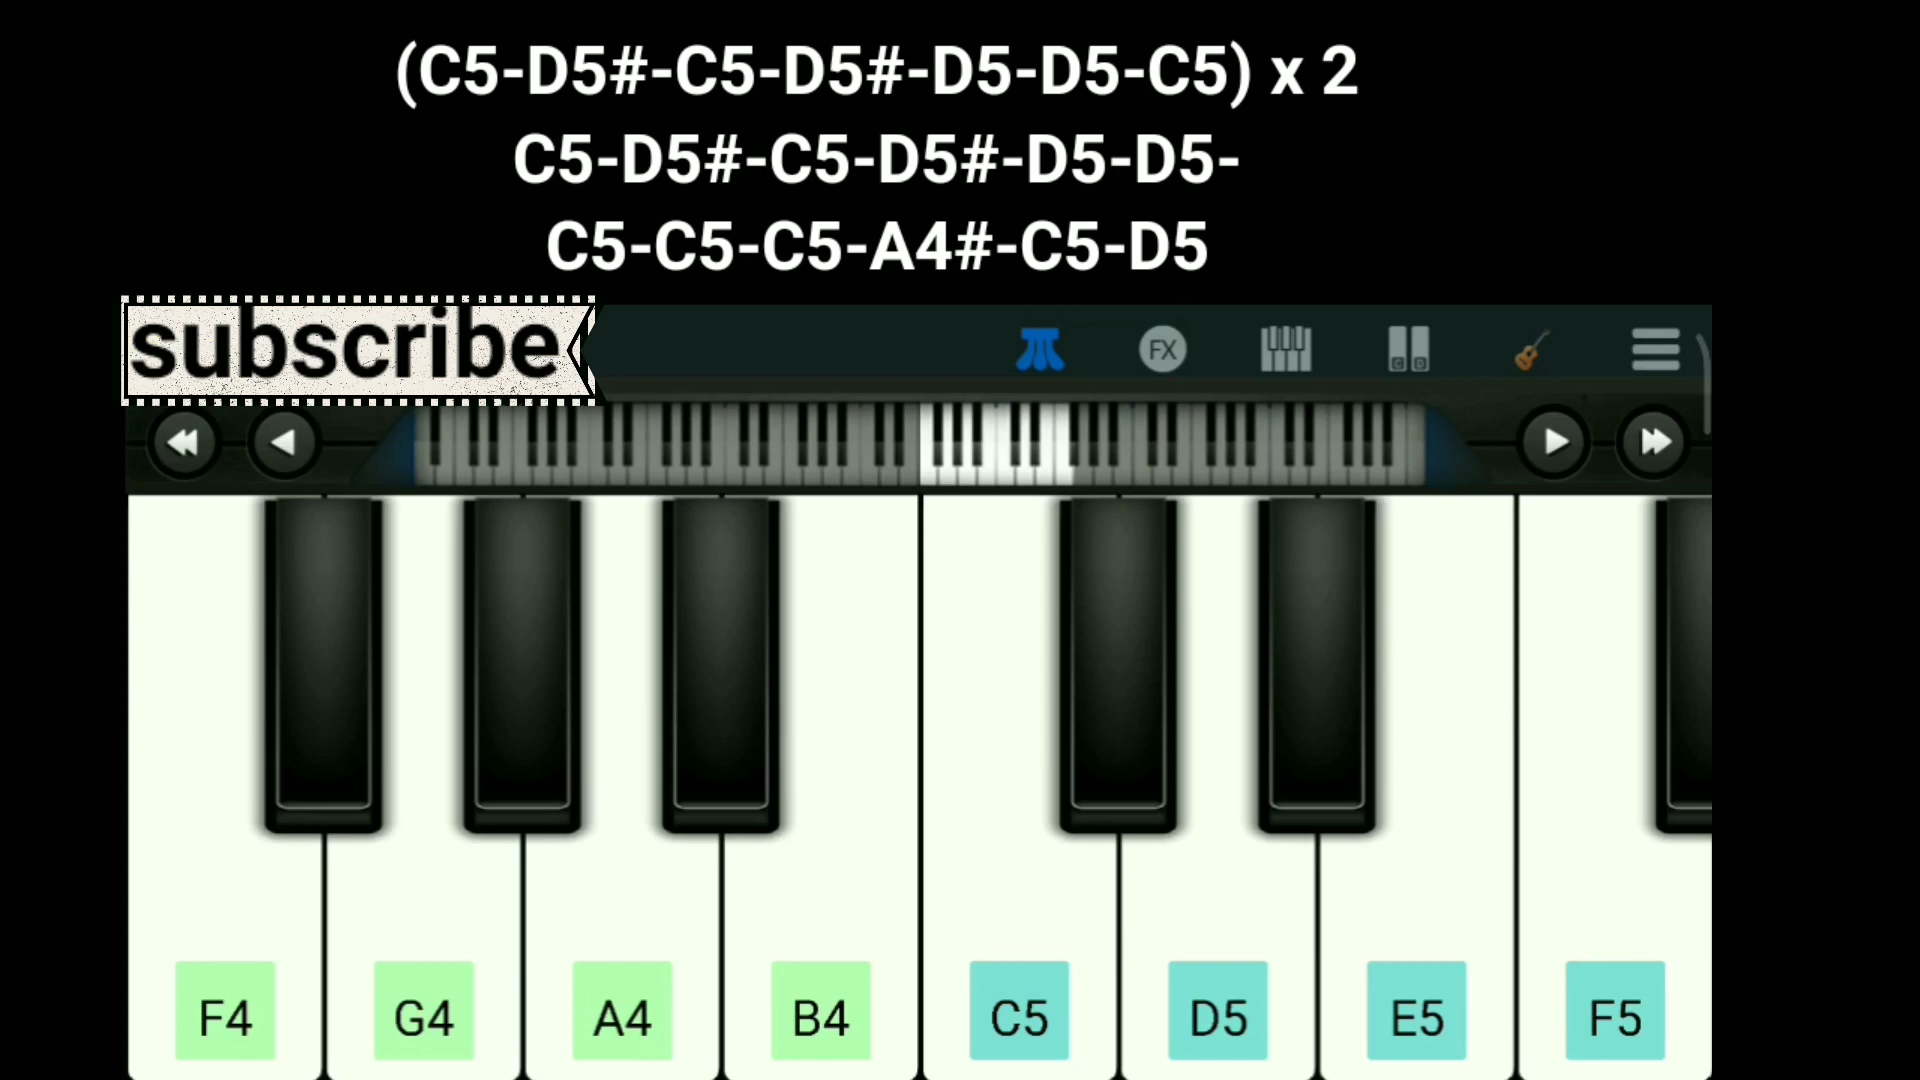 (C5-D5#-C5-D5#-D5-D5-C5) x 2
C5-D5#-C5-D5#-D5-D5-
C5-C5-C5-A4#-C5-D5
subscribe
FX
C D
F4 G4 A4 B4 C5 D5 E5 F5